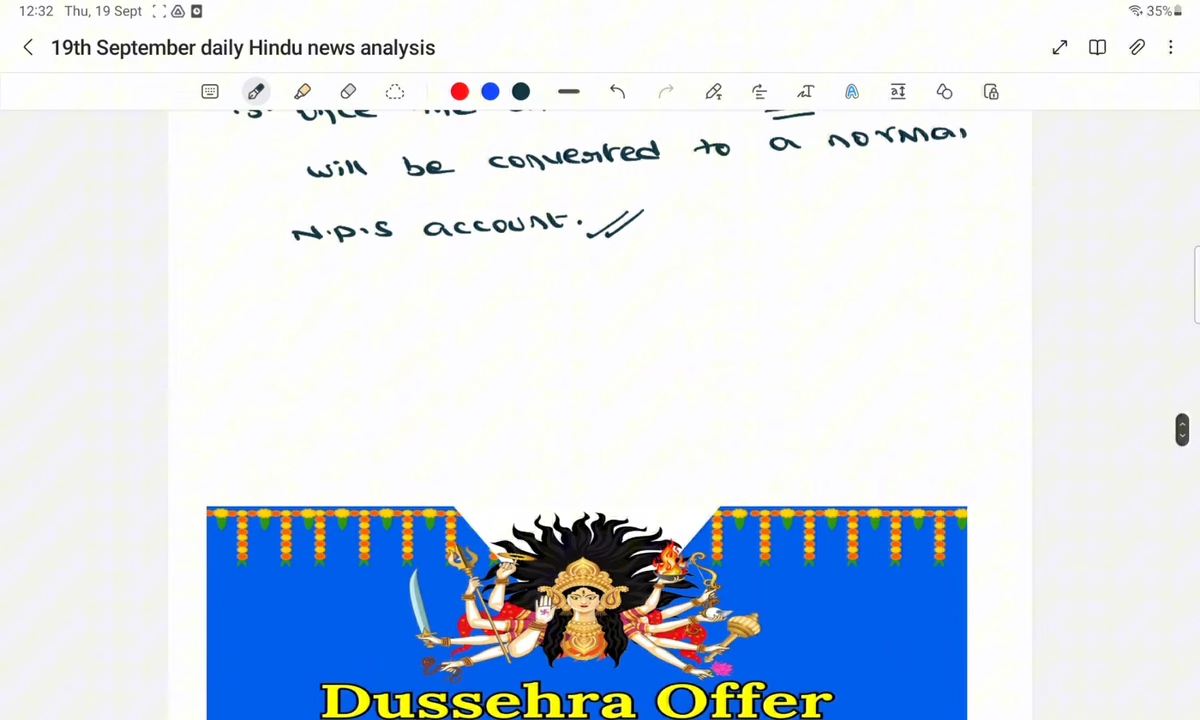 12:32 Thu, 19 Sept
35%
19th September daily Hindu news analysis
will be converted to a normal
N.P.S account.
Dussehra Offer